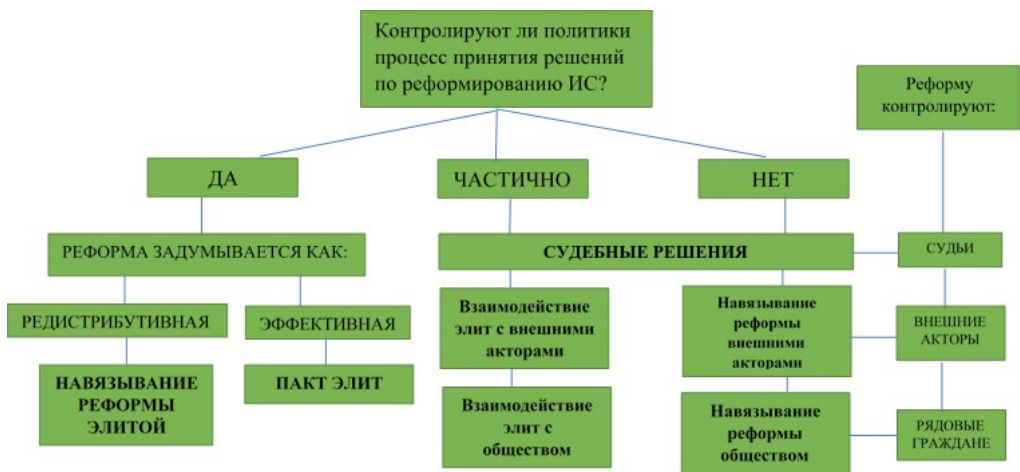 Контролируют ли политики
процесс принятия решений
по реформированию ИС?
Реформу
контролируют:
ДА
ЧАСТИЧНО
НЕТ
РЕФОРМА ЗАДУМЫВАЕТСЯ КАК:
СУДЕБНЫЕ РЕШЕНИЯ
СУДЬИ
РЕДИСТРИБУТИВНАЯ
ЭФФЕКТИВНАЯ
Взаимодействие
элит с внешними
акторами
Навязывание
реформы
внешними
акторами
ВНЕШНИЕ
АКТОРЫ
НАВЯЗЫВАНИЕ
РЕФОРМЫ
ЭЛИТОЙ
ПАКТ ЭЛИТ
Взаимодействие
элит с
обществом
Навязывание
реформы
обществом
РЯДОВЫЕ
ГРАЖДАНЕ